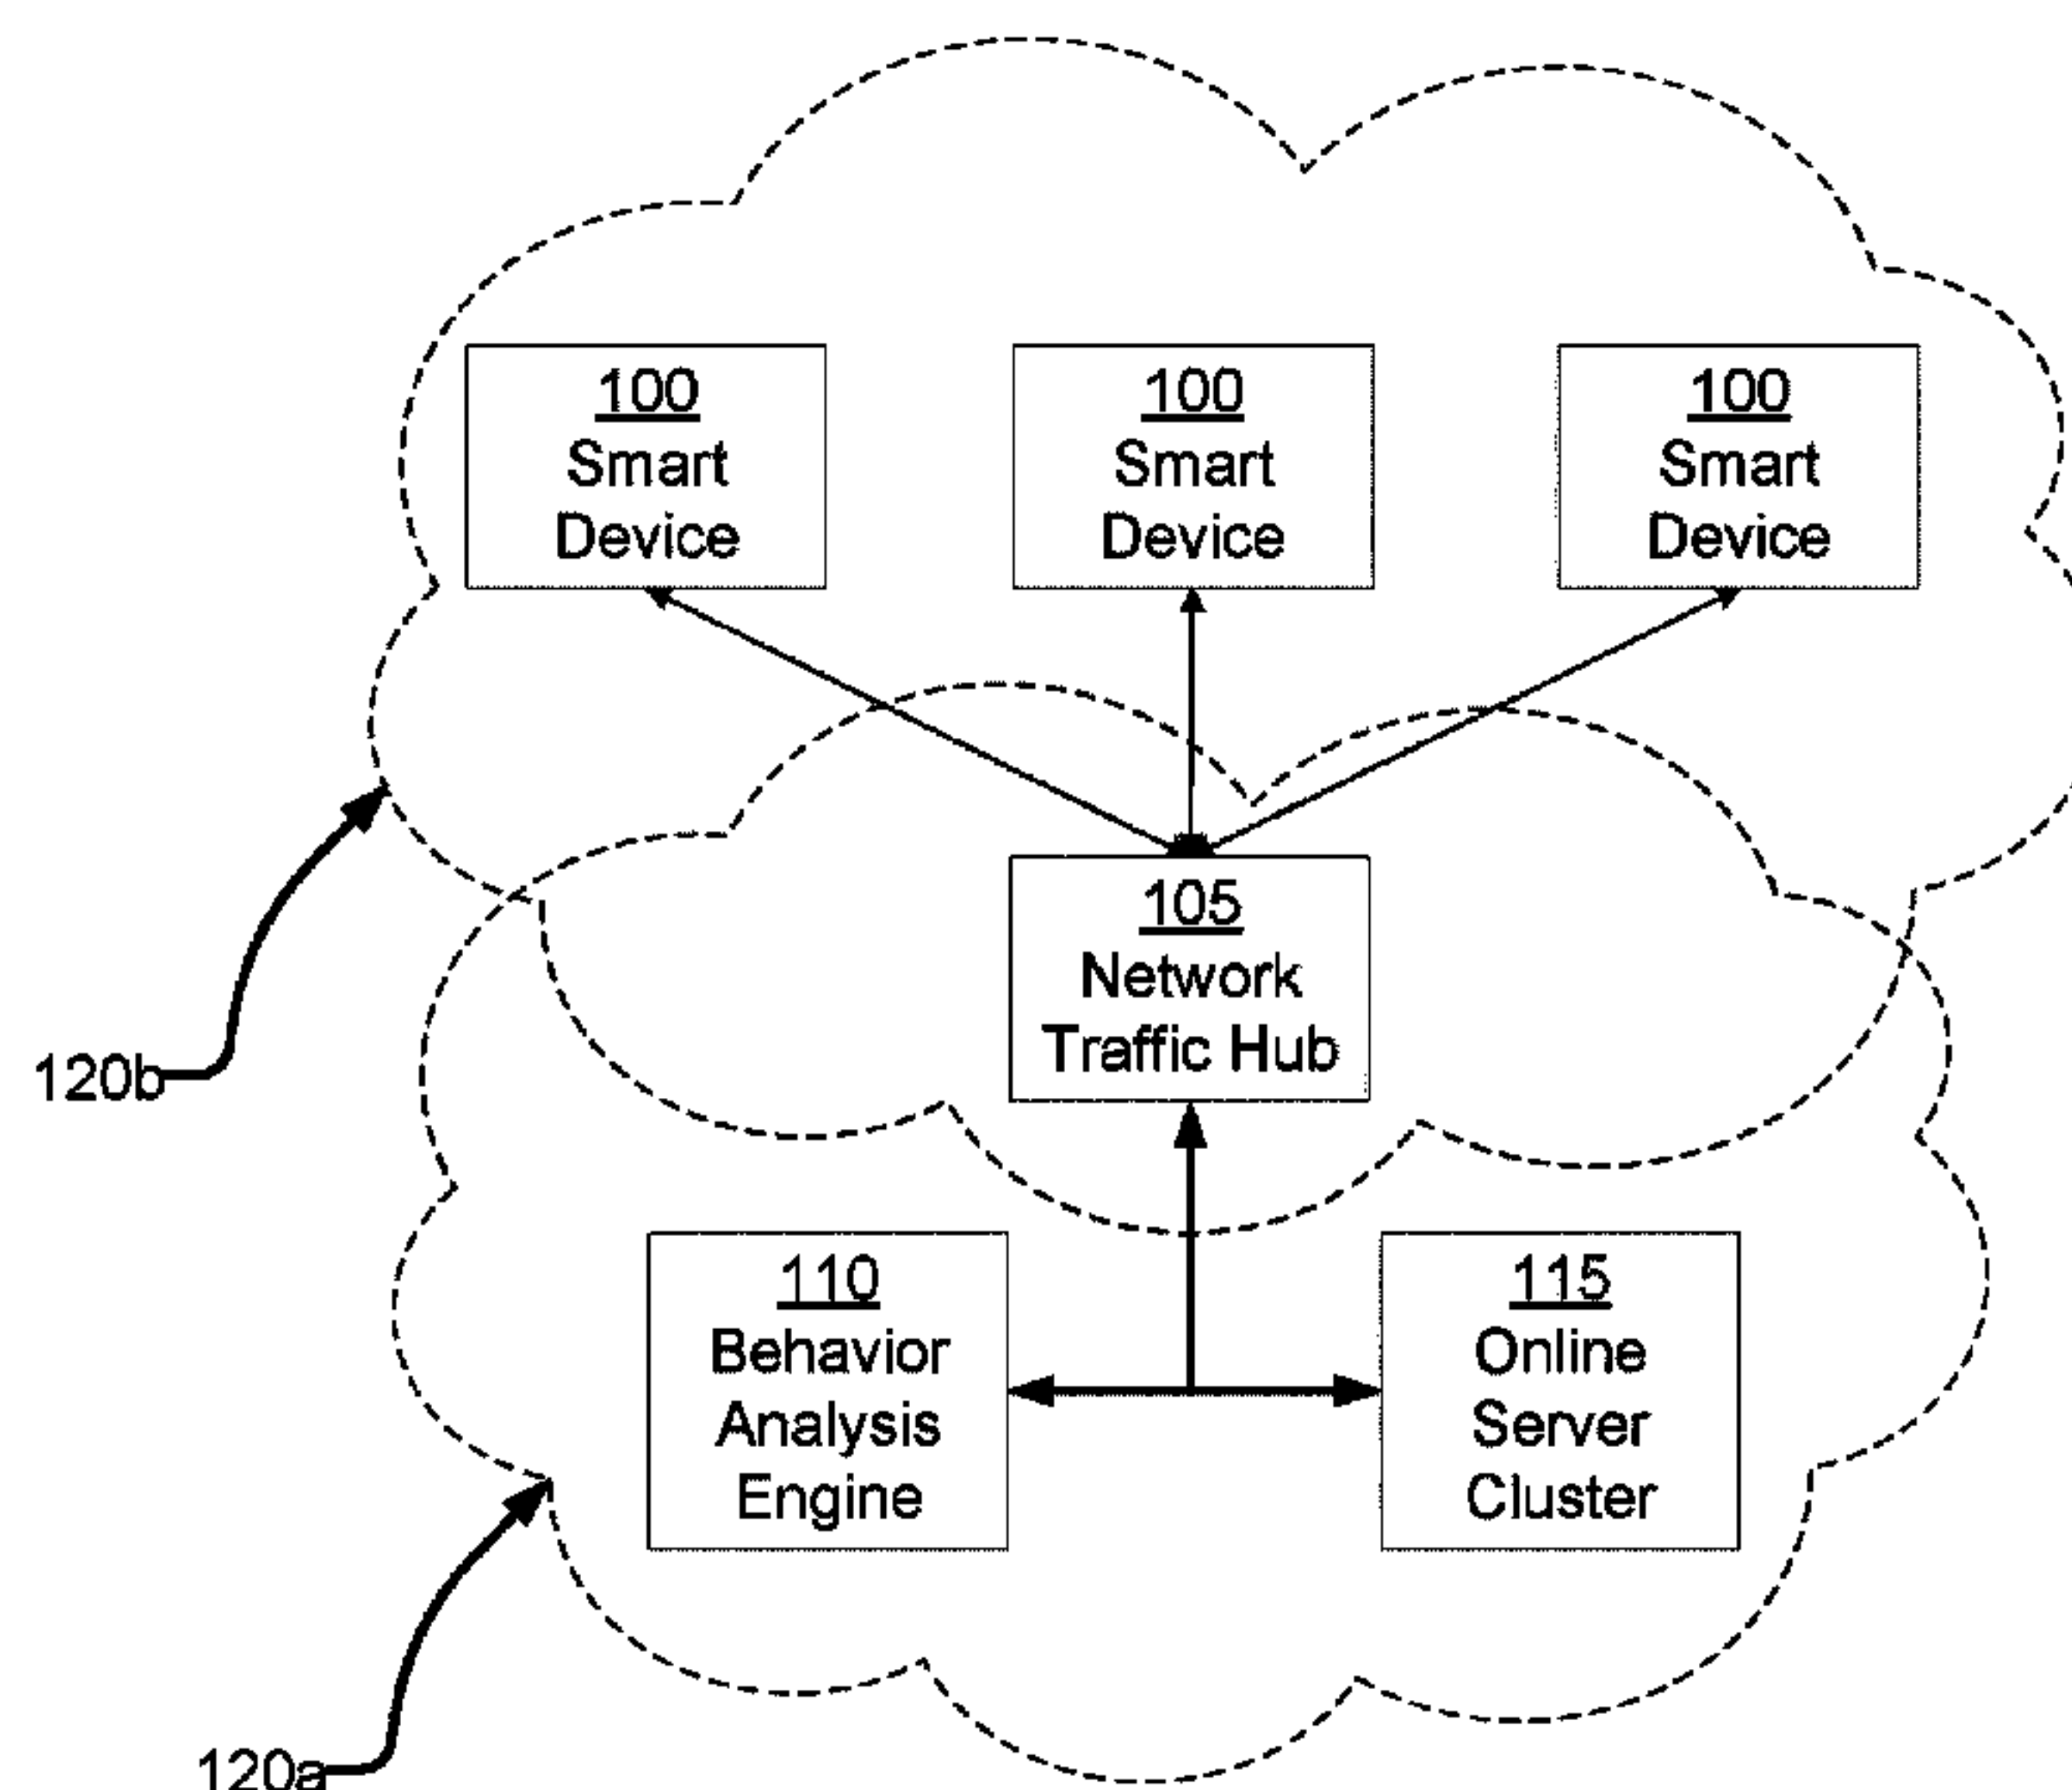 100
Smart
Device
100
Smart
Device
100
Smart
Device
105
Network
Traffic Hub
120b
110
Behavior
Analysis
Engine
115
Online
Server
Cluster
120a